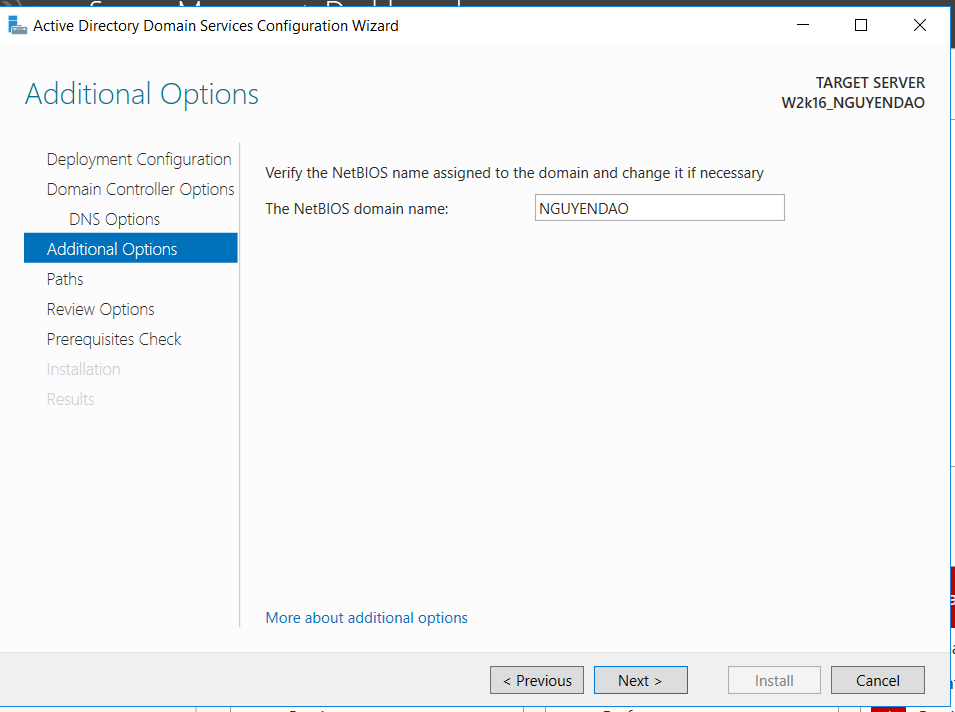 Active Directory Domain Services Configuration Wizard
Additional Options
TARGET SERVER
W2k16_NGUYENDAO
Deployment Configuration
Domain Controller Options
DNS Options
Additional Options
Paths
Review Options
Prerequisites Check
Installation
Results
Verify the NetBIOS name assigned to the domain and change it if necessary
The NetBIOS domain name:
NGUYENDAO
More about additional options
< Previous
Next >
Install
Cancel